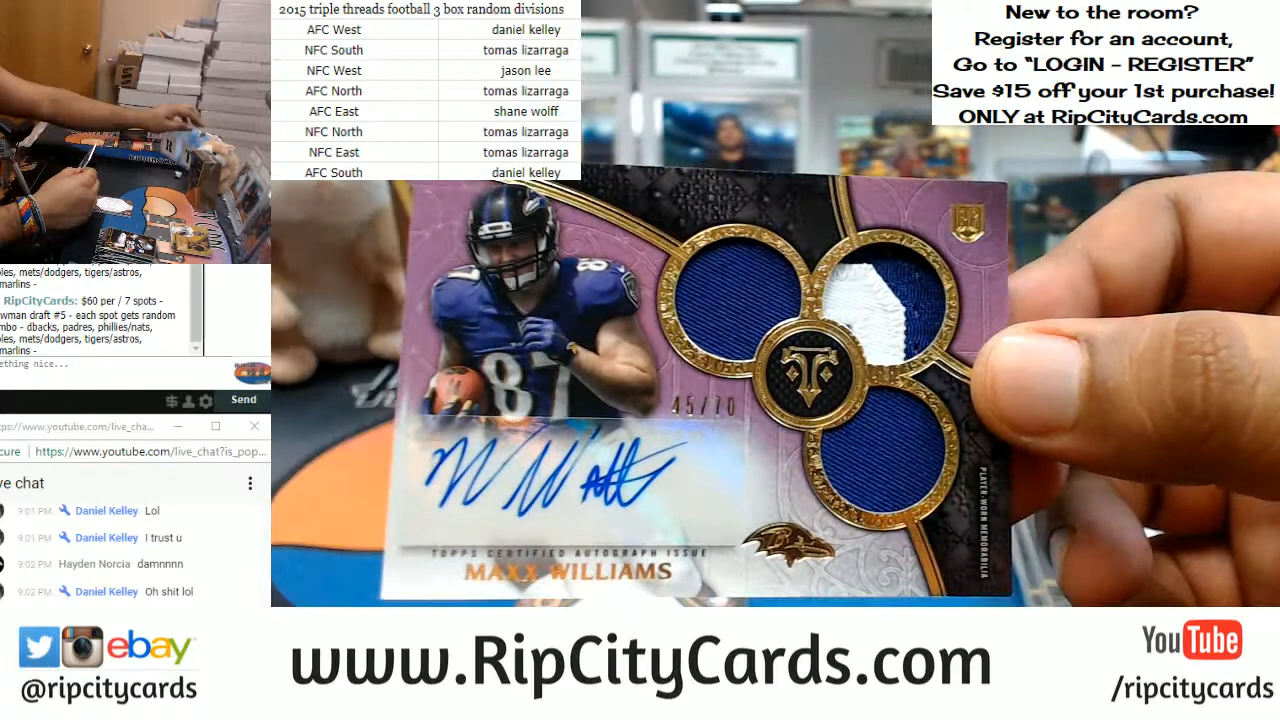 2015 triple threads football 3 box random divisions
AFC West daniel kelley
NFC South tomas lizarraga
NFC West jason lee
AFC North tomas lizarraga
AFC East shane wolff
NFC North tomas lizarraga
NFC East tomas lizarraga
AFC South daniel kelley
New to the room?
Register for an account,
Go to "LOGIN - REGISTER"
Save $15 off your 1st purchase!
ONLY at RipCityCards.com
les, mets/dodgers, tigers/astros,
marlins -
RipCityCards: $60 per / 7 spots -
wman draft #5 - each spot gets random
mbo - dbacks, padres, phillies/nats,
les, mets/dodgers, tigers/astros,
marlins -
ething nice...
Send
ps://www.youtube.com/live_cha...
cure https://www.youtube.com/live_chat?is_pop...
ve chat
9:01 PM Daniel Kelley Lol
9:01 PM Daniel Kelley I trust u
9:02 PM Hayden Norcia damnnnn
9:02 PM Daniel Kelley Oh shit lol
87
87
45/70
TT
PLAYER-WORN MEMORABILIA
TOPPS CERTIFIED AUTOGRAPH ISSUE
MAXX WILLIAMS
ebay
@ripcitycards
www.RipCityCards.com
YouTube
/ripcitycards